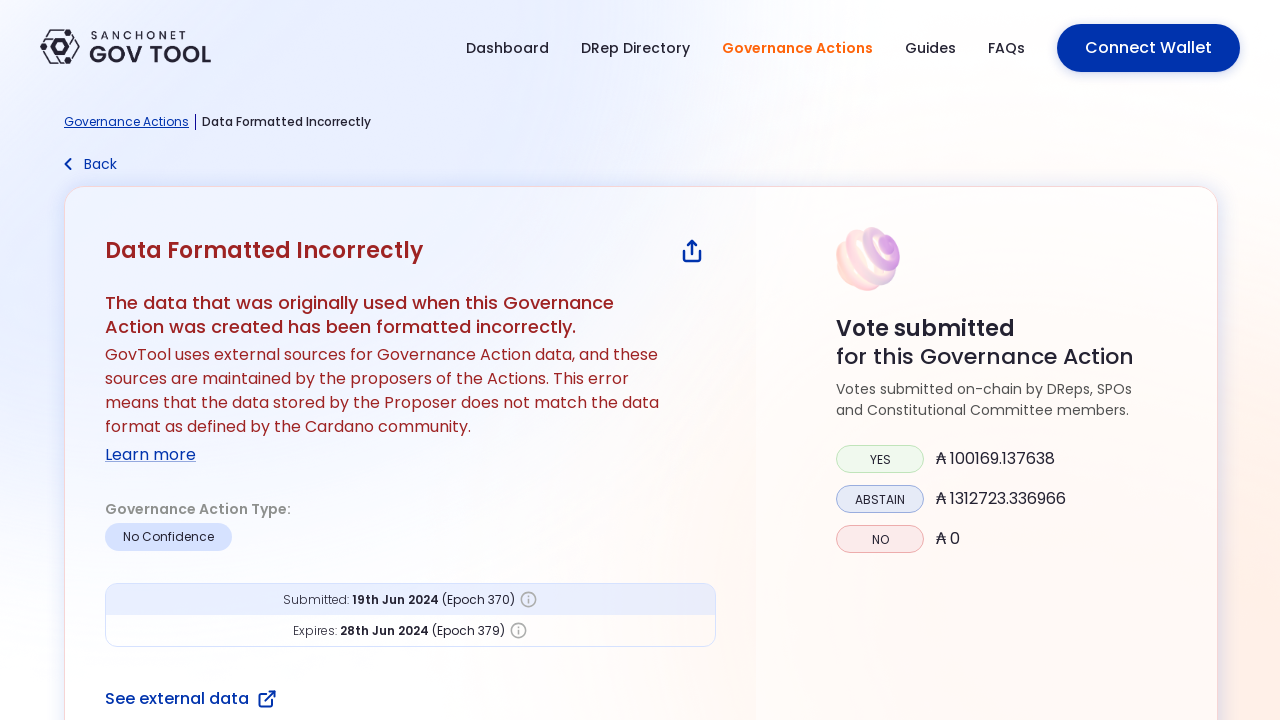 SANCHONET
GOV TOOL
Dashboard
DRep Directory
Governance Actions
Guides
FAQs
Connect Wallet
Governance Actions | Data Formatted Incorrectly
Back
Data Formatted Incorrectly
The data that was originally used when this Governance
Action was created has been formatted incorrectly.
GovTool uses external sources for Governance Action data, and these
sources are maintained by the proposers of the Actions. This error
means that the data stored by the Proposer does not match the data
format as defined by the Cardano community.
Learn more
Governance Action Type:
No Confidence
Submitted: 19th Jun 2024 (Epoch 370)
Expires: 28th Jun 2024 (Epoch 379)
See external data
Vote submitted
for this Governance Action
Votes submitted on-chain by DReps, SPOs
and Constitutional Committee members.
YES ₳ 100169.137638
ABSTAIN ₳ 1312723.336966
NO ₳ 0